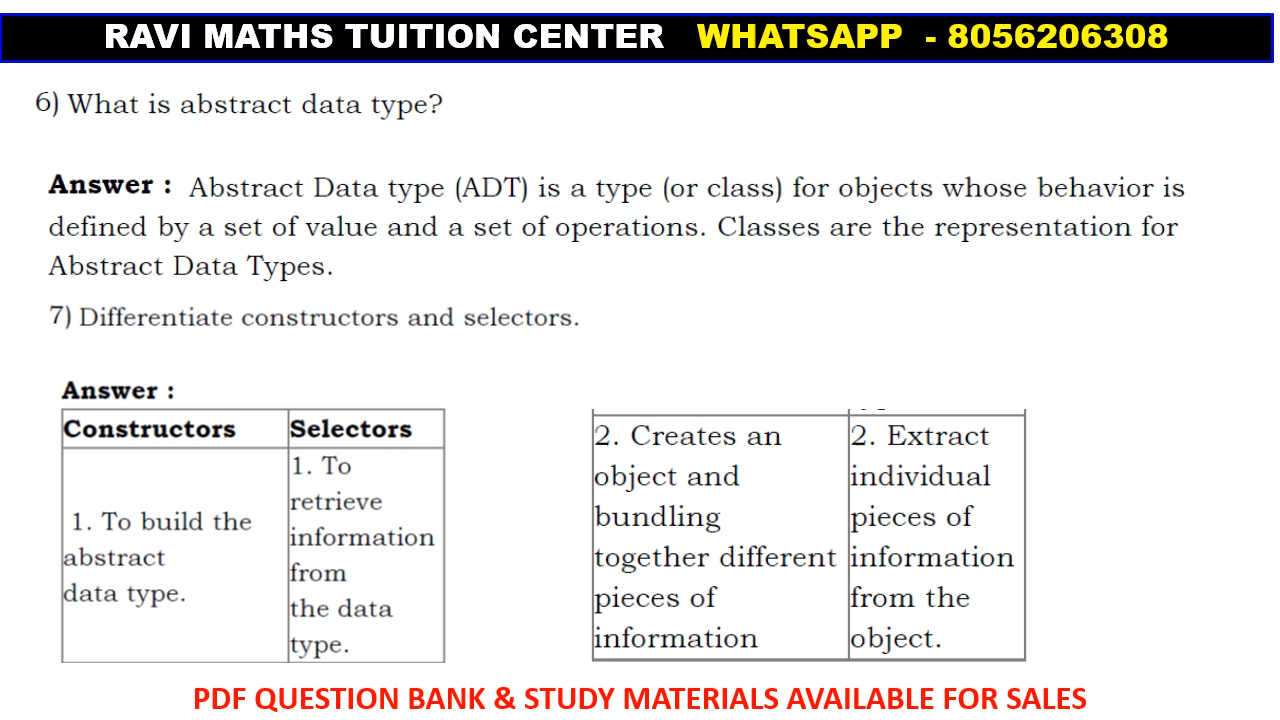 RAVI MATHS TUITION CENTER WHATSAPP - 8056206308
6) What is abstract data type?
Answer : Abstract Data type (ADT) is a type (or class) for objects whose behavior is
defined by a set of value and a set of operations. Classes are the representation for
Abstract Data Types.
7) Differentiate constructors and selectors.
Answer :
Constructors
Selectors
1. To build the
abstract
data type.
1. To
retrieve
information
from
the data
type.
2. Creates an
object and
bundling
together different
pieces of
information
2. Extract
individual
pieces of
information
from the
object.
PDF QUESTION BANK & STUDY MATERIALS AVAILABLE FOR SALES